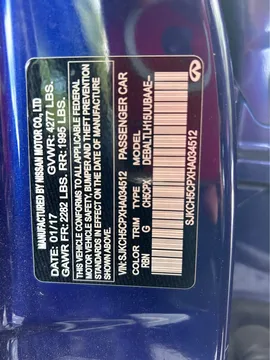 MANUFACTURED BY NISSAN MOTOR CO., LTD
DATE: 01/17 GVWR: 4277 LBS.
GAWR FR: 2282 LBS. RR: 1995 LBS.
THIS VEHICLE CONFORMS TO ALL APPLICABLE FEDERAL
MOTOR VEHICLE SAFETY, BUMPER AND THEFT PREVENTION
STANDARDS IN EFFECT ON THE DATE OF MANUFACTURE
SHOWN ABOVE.
VIN: SJKCH5CPXHA034512 PASSENGER CAR
COLOR TRIM MODEL
RBN G CH5CPX DEBALTLH15UUBAAE--
SJKCH5CPXHA034512